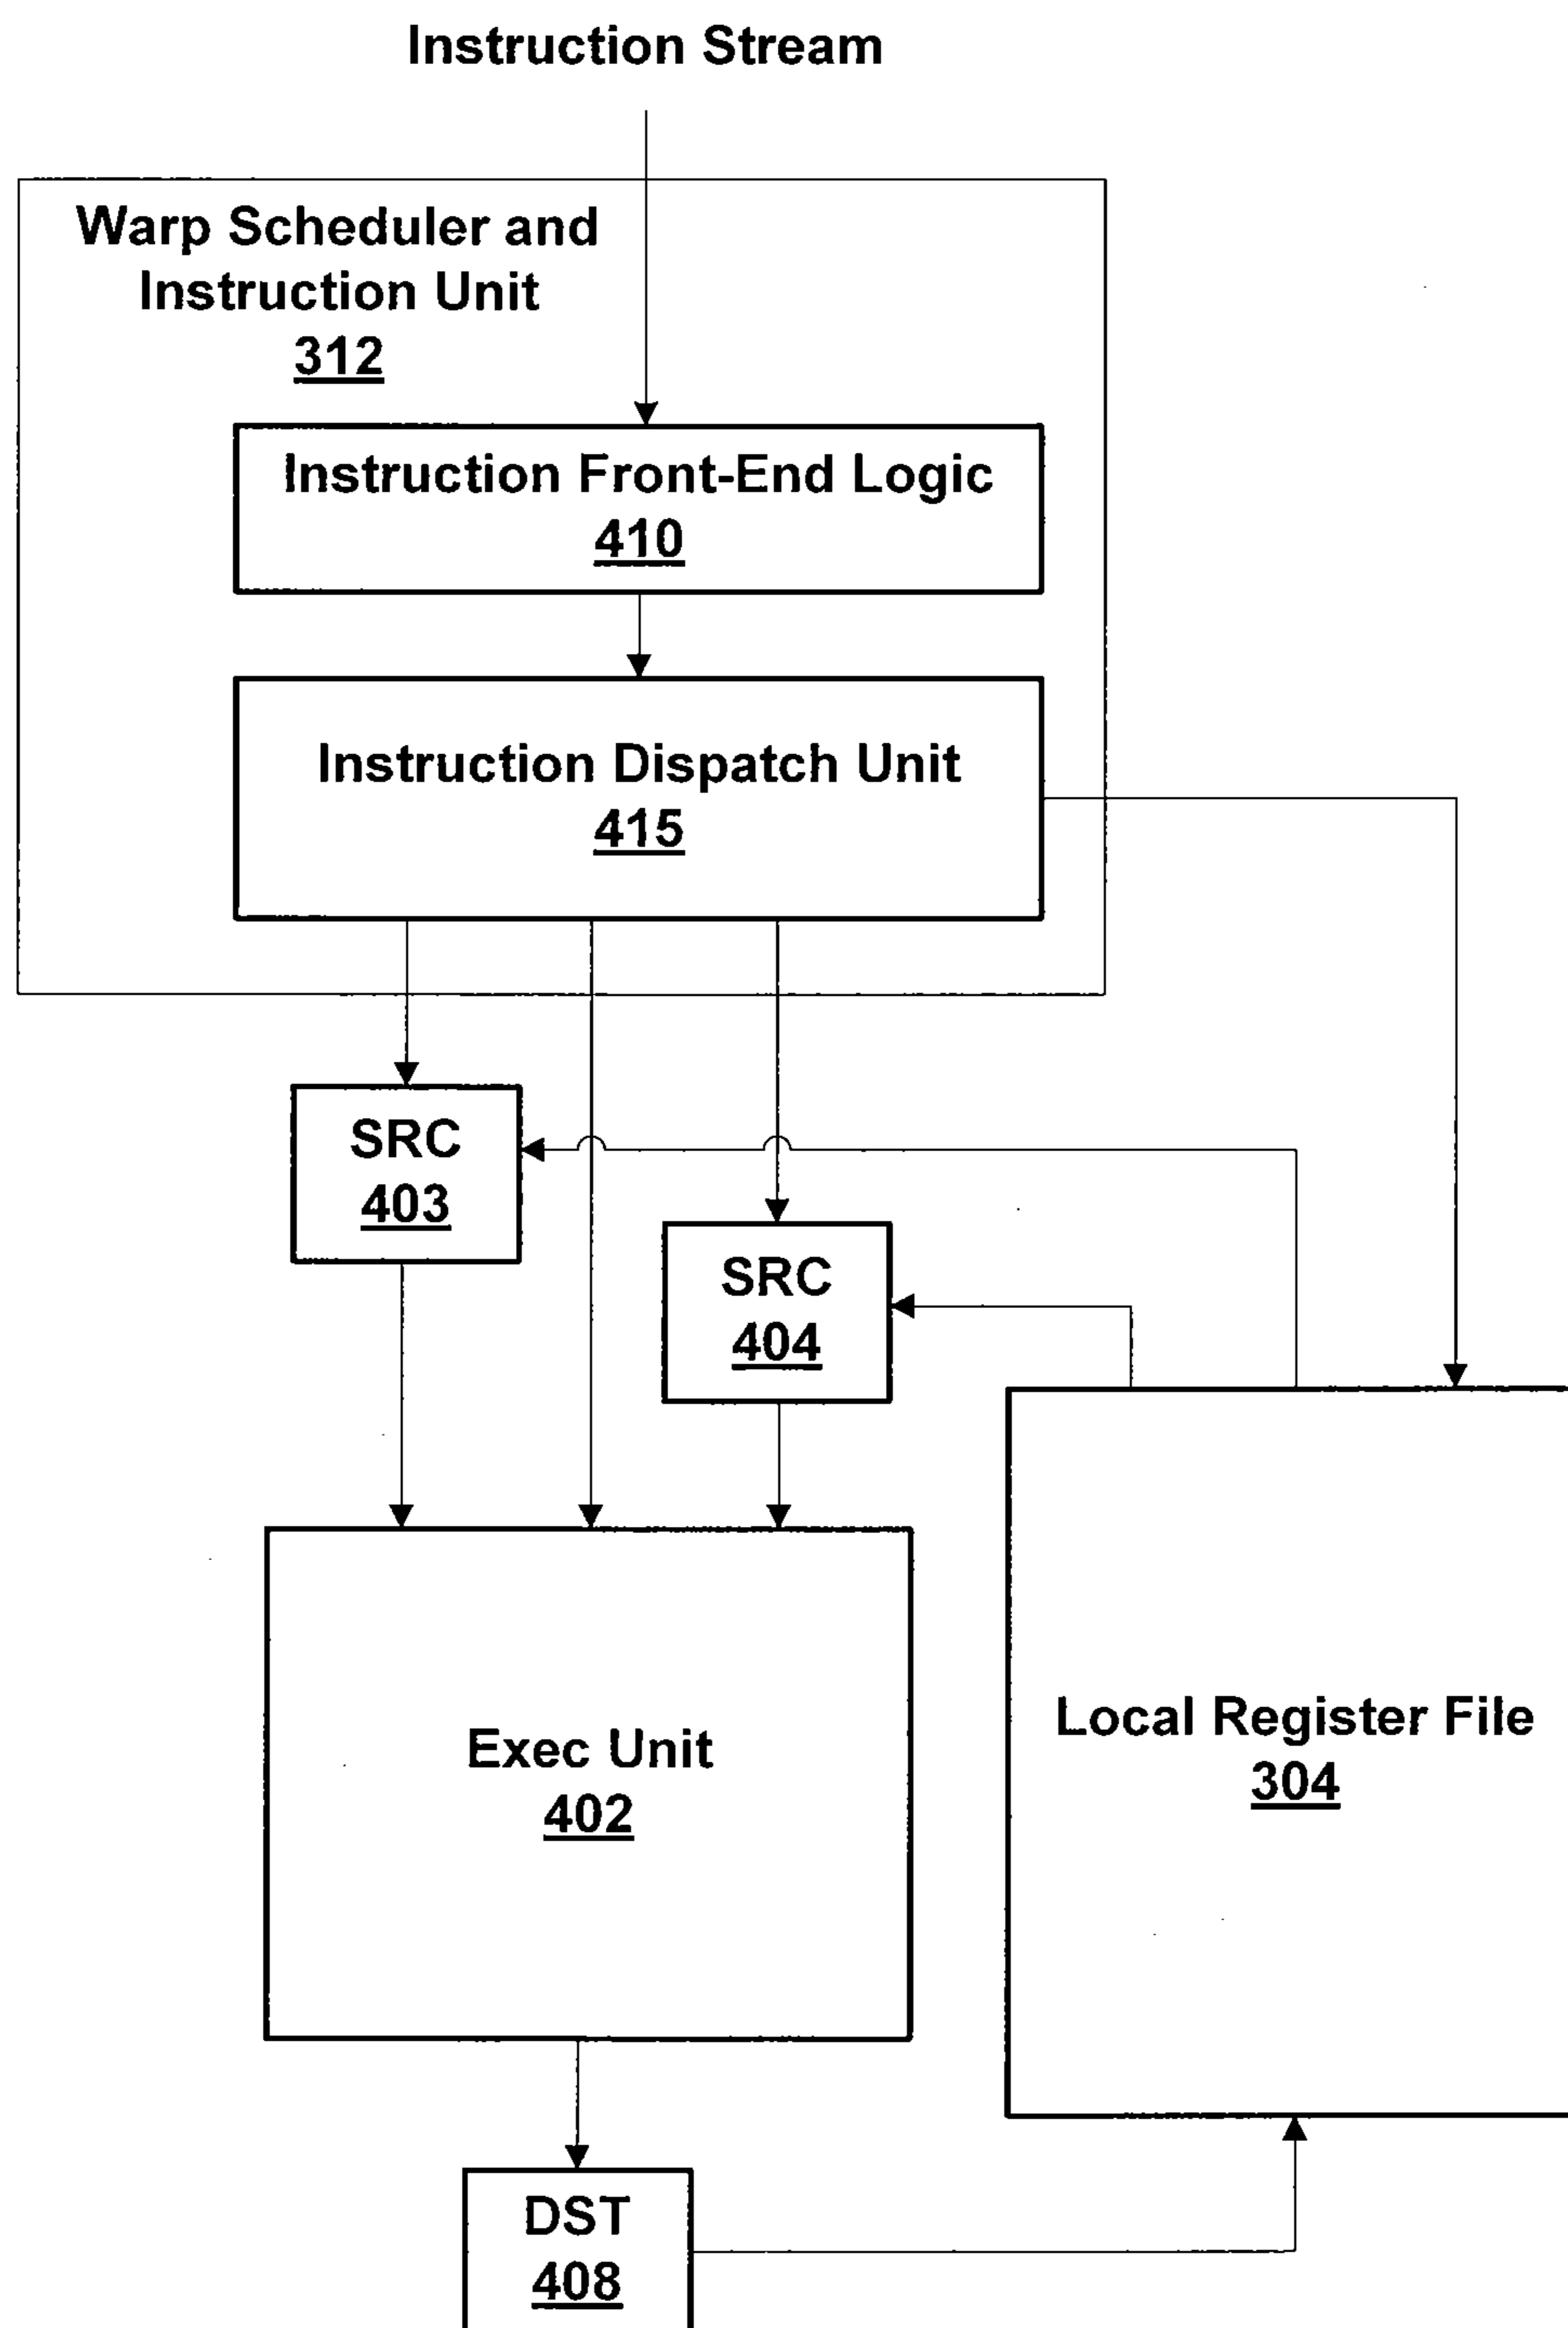 Instruction Stream
Warp Scheduler and
Instruction Unit
312
Instruction Front-End Logic
410
Instruction Dispatch Unit
415
SRC
403
SRC
404
Exec Unit
402
Local Register File
304
DST
408